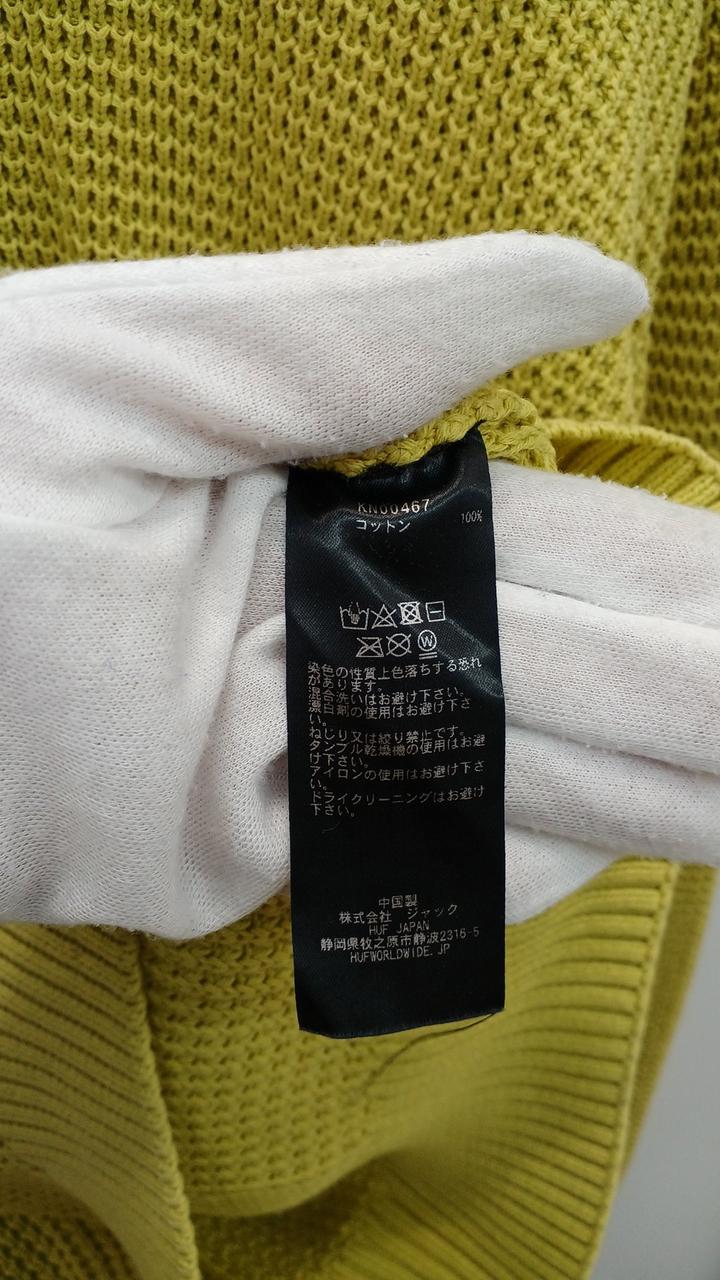 KN00467
コットン 100%
W
染色の性質上色落ちする恐れ
があります。
混合洗いはお避け下さい。
漂白剤の使用はお避け下さ
い。
ねじり又は絞り禁止です。
タンブル乾燥機の使用はお避
け下さい。
アイロンの使用はお避け下さ
い。
ドライクリーニングはお避け
下さい。
中国製
株式会社 ジャック
HUF JAPAN
静岡県牧之原市静波2316-5
HUFWORLDWIDE.JP